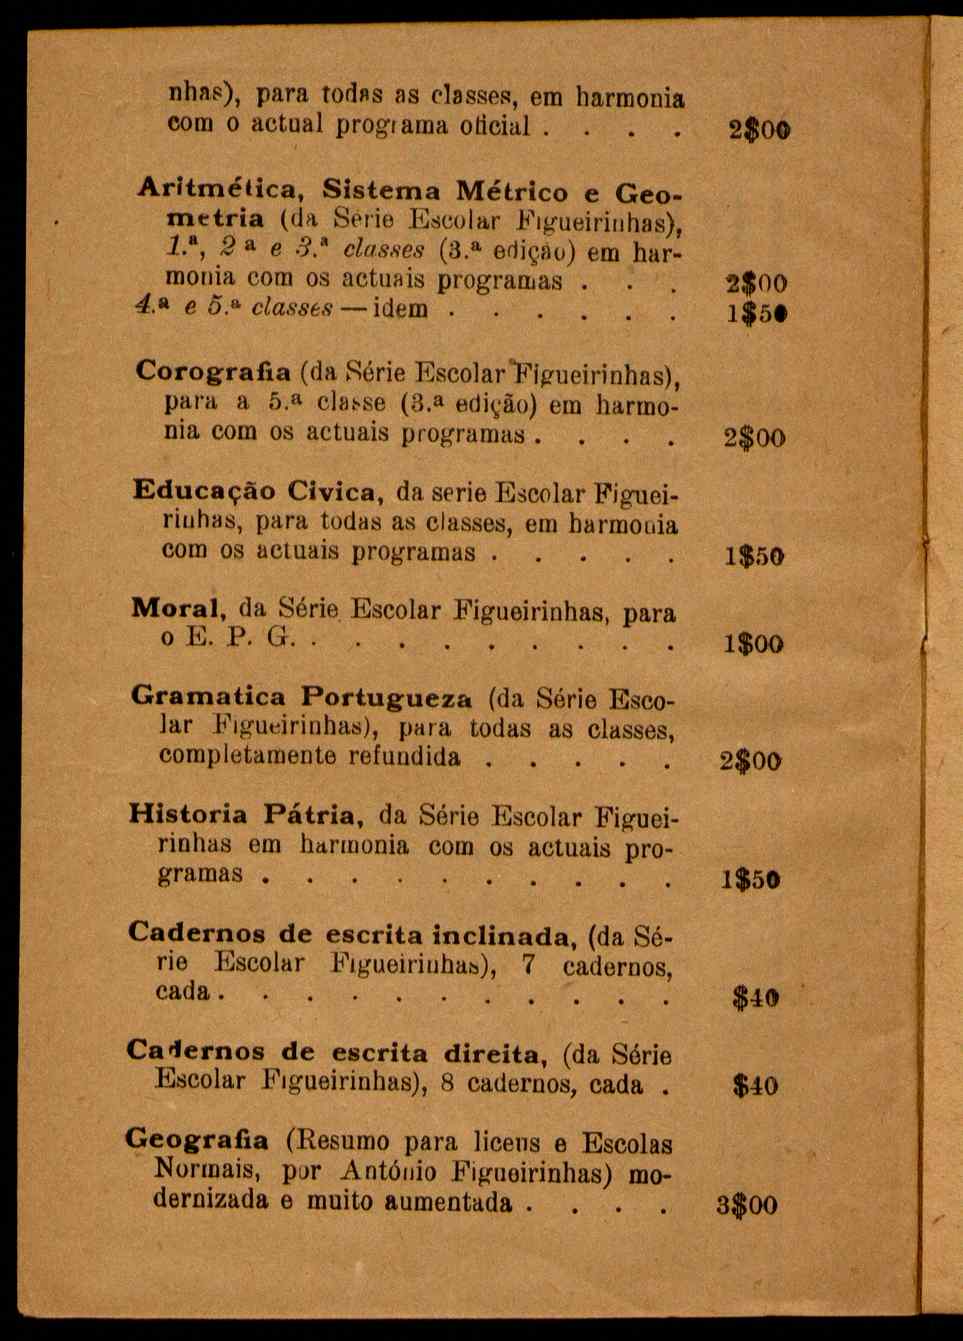 nhas), para todas as classes, em harmonia
com o actual programa oficial . . . . 2$00
Aritmética, Sistema Métrico e Geo-
metria (da Série Escolar Figueirinhas),
1.ª, 2ª e 3.ª classes (3.ª edição) em har-
monia com os actuais programas . . . 2$00
4.ª e 5.ª classes — idem . . . . . . 1$50
Corografia (da Série Escolar Figueirinhas),
para a 5.ª classe (3.ª edição) em harmo-
nia com os actuais programas . . . . 2$00
Educação Civica, da serie Escolar Figuei-
rinhas, para todas as classes, em harmonia
com os actuais programas . . . . . 1$50
Moral, da Série Escolar Figueirinhas, para
o E. P. G. . . . . . . . . . 1$00
Gramatica Portugueza (da Série Esco-
lar Figueirinhas), para todas as classes,
completamente refundida . . . . . 2$00
Historia Pátria, da Série Escolar Figuei-
rinhas em harmonia com os actuais pro-
gramas . . . . . . . . . . 1$50
Cadernos de escrita inclinada, (da Sé-
rie Escolar Figueirinhas), 7 cadernos,
cada . . . . . . . . . . . $40
Cadernos de escrita direita, (da Série
Escolar Figueirinhas), 8 cadernos, cada . $40
Geografia (Resumo para liceus e Escolas
Normais, por António Figueirinhas) mo-
dernizada e muito aumentada . . . . 3$00